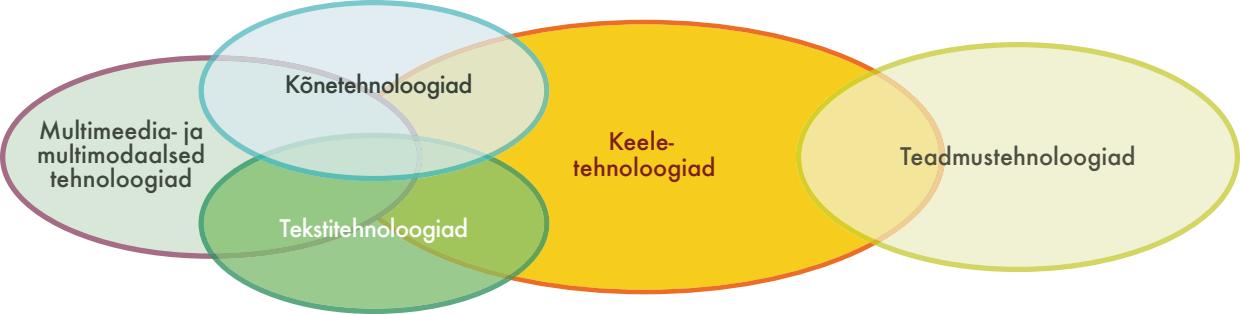 Kõnetehnoloogiad
Multimeedia- ja
multimodaalsed
tehnoloogiad
Keele-
tehnoloogiad
Teadmustehnoloogiad
Tekstitehnoloogiad